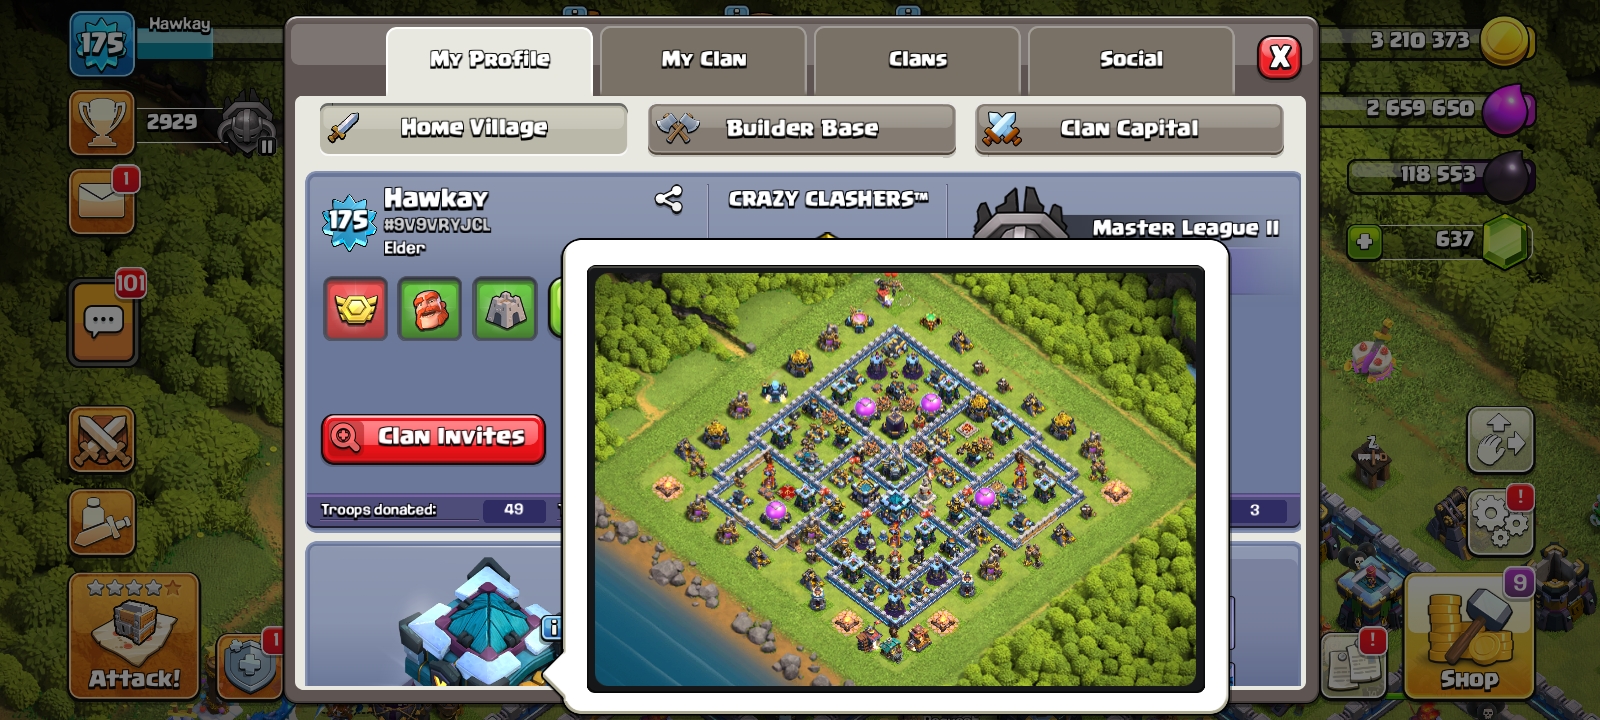 175
Hawkay
My Profile
My Clan
Clans
Social
X
3 210 373
2929
Home Village
Builder Base
Clan Capital
2 659 650
1
175
Hawkay
#9V9VRYJCL
Elder
CRAZY CLASHERS™
Master League II
118 553
637
101
Clan Invites
Troops donated:
49
3
i
!
9
Attack!
1
!
Shop
z